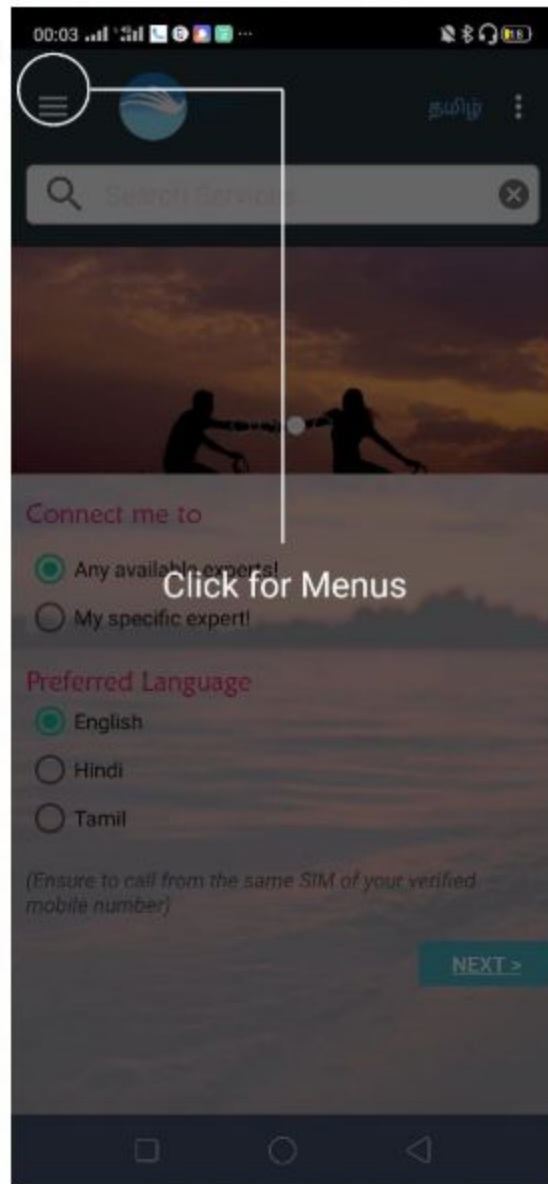 00:03
தமிழ்
Search Services
Connect me to
Any available experts!
Click for Menus
My specific expert!
Preferred Language
English
Hindi
Tamil
(Ensure to call from the same SIM of your verified
mobile number)
NEXT >